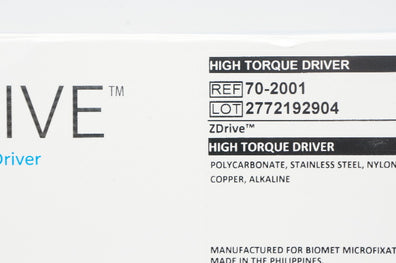 HIGH TORQUE DRIVER
REF 70-2001
LOT 2772192904
IVE™
ZDrive™
Driver
HIGH TORQUE DRIVER
POLYCARBONATE, STAINLESS STEEL, NYLON
COPPER, ALKALINE
MANUFACTURED FOR BIOMET MICROFIXAT
MADE IN THE PHILIPPINES.